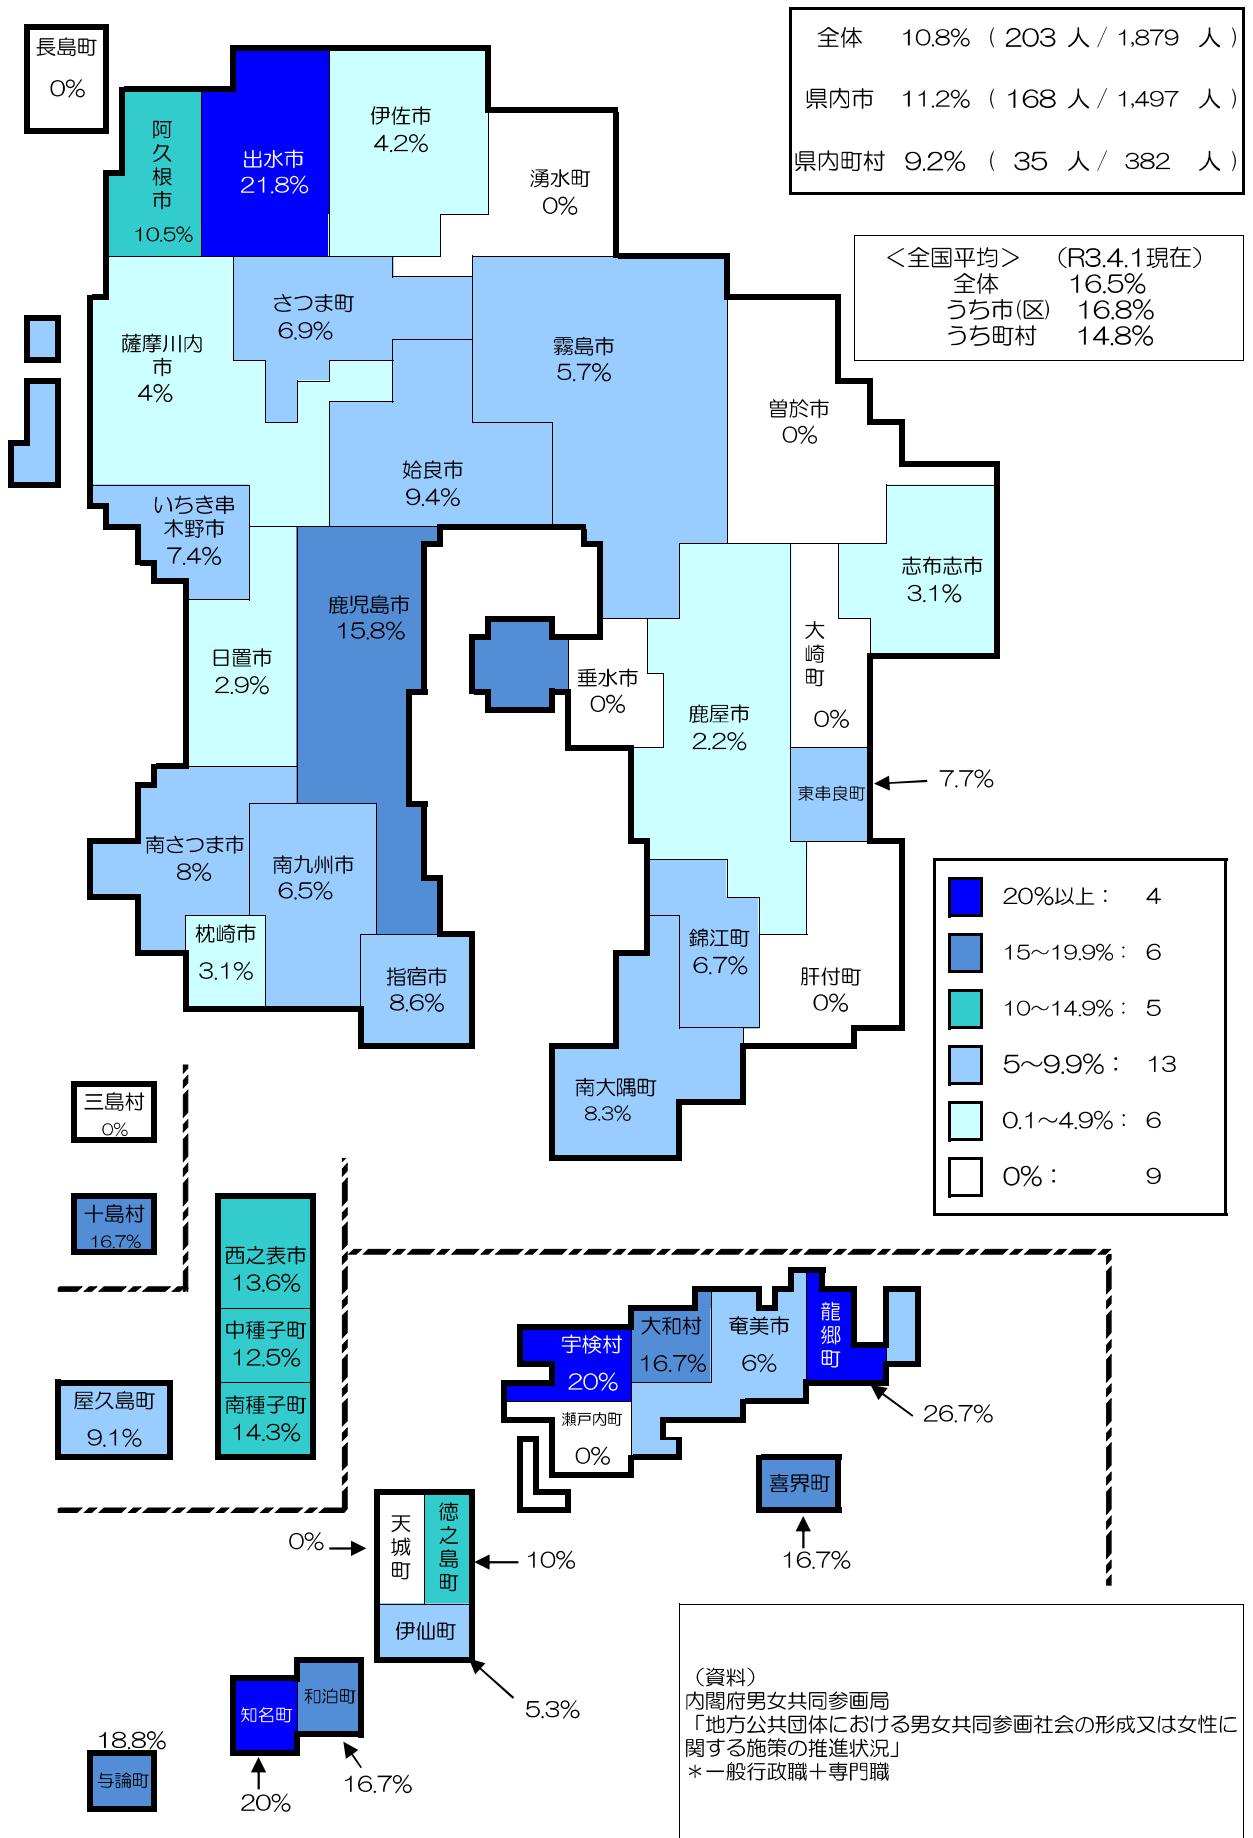 長島町
0%
全体 10.8% ( 203 人 / 1,879 人 )
県内市 11.2% ( 168 人 / 1,497 人 )
県内町村 9.2% ( 35 人 / 382 人 )
＜全国平均＞ （R3.4.1現在）
全体 16.5%
うち市(区) 16.8%
うち町村 14.8%
阿久根市
10.5%
出水市
21.8%
伊佐市
4.2%
湧水町
0%
さつま町
6.9%
薩摩川内
市
4%
霧島市
5.7%
曽於市
0%
姶良市
9.4%
いちき串
木野市
7.4%
志布志市
3.1%
鹿児島市
15.8%
大崎町
0%
日置市
2.9%
垂水市
0%
鹿屋市
2.2%
東串良町
7.7%
南さつま市
8%
南九州市
6.5%
枕崎市
3.1%
指宿市
8.6%
錦江町
6.7%
肝付町
0%
南大隅町
8.3%
20%以上： 4
15～19.9%： 6
10～14.9%： 5
5～9.9%： 13
0.1～4.9%： 6
0%： 9
三島村
0%
十島村
16.7%
西之表市
13.6%
中種子町
12.5%
南種子町
14.3%
屋久島町
9.1%
宇検村
20%
大和村
16.7%
奄美市
6%
龍郷町
26.7%
瀬戸内町
0%
喜界町
16.7%
天城町
0%
徳之島町
10%
伊仙町
5.3%
和泊町
16.7%
知名町
20%
18.8%
与論町
（資料）
内閣府男女共同参画局
「地方公共団体における男女共同参画社会の形成又は女性に
関する施策の推進状況」
＊一般行政職＋専門職